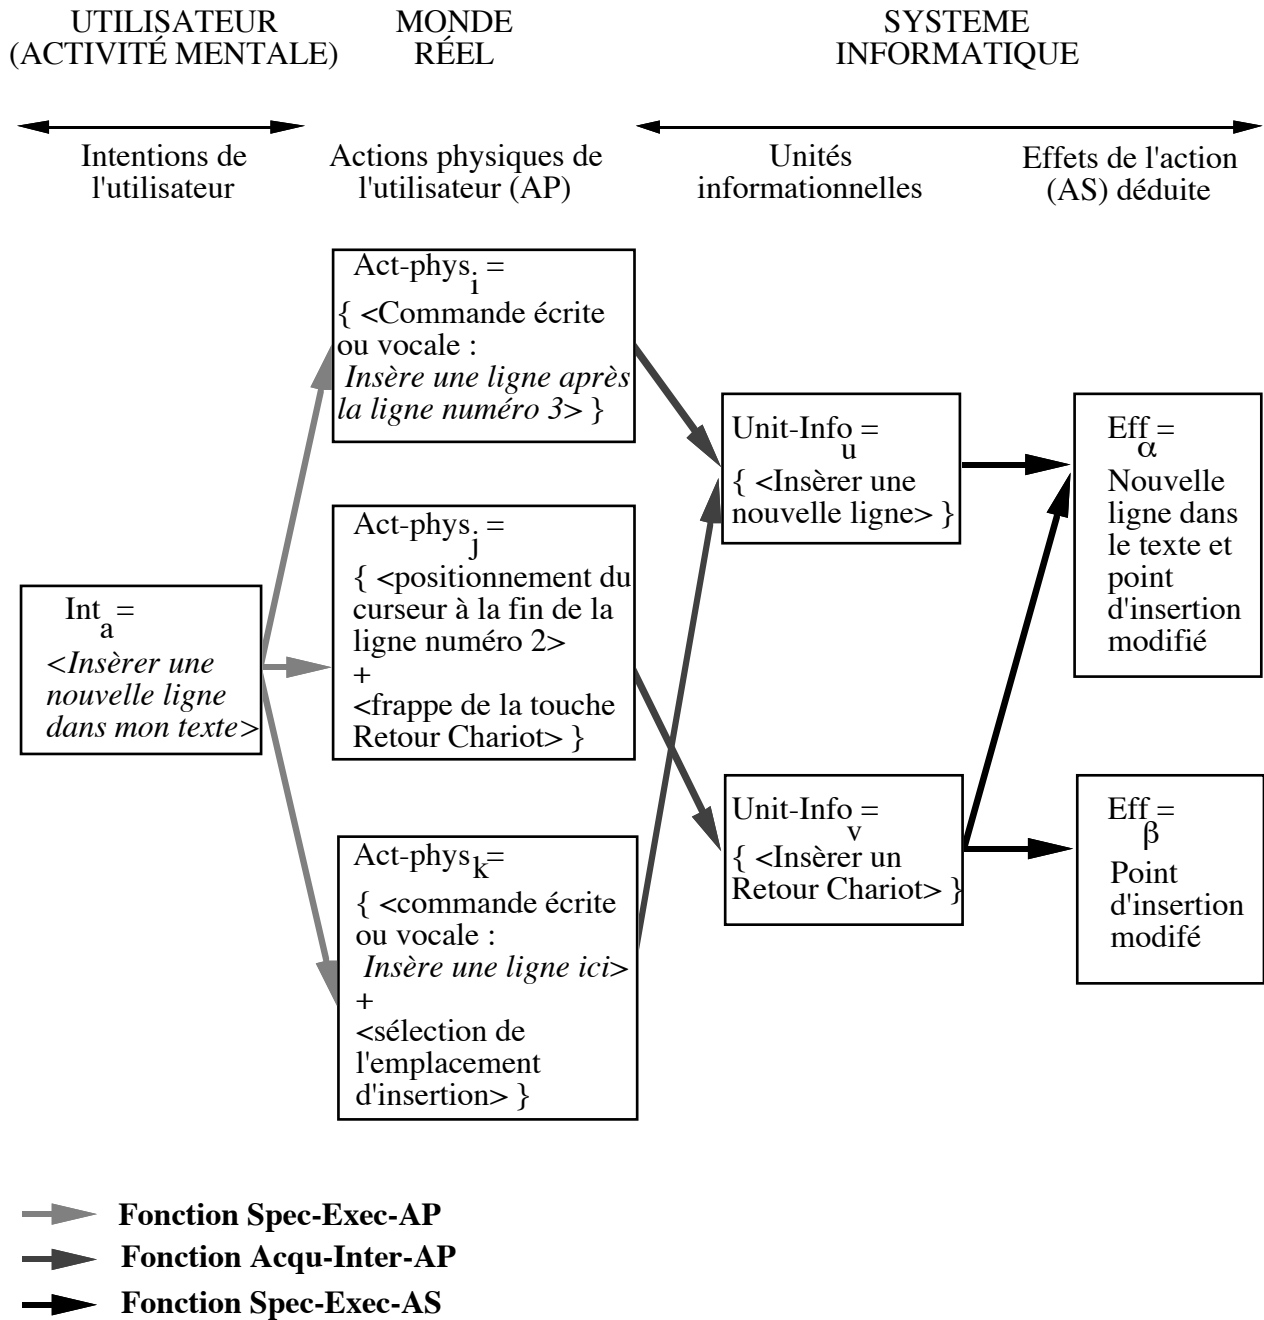 UTILISATEUR
(ACTIVITÉ MENTALE)
MONDE
RÉEL
SYSTEME
INFORMATIQUE
Intentions de
l'utilisateur
Actions physiques de
l'utilisateur (AP)
Unités
informationnelles
Effets de l'action
(AS) déduite
Int a =
<Insèrer une
nouvelle ligne
dans mon texte>
Act-phys i =
{ <Commande écrite
ou vocale :
Insère une ligne après
la ligne numéro 3> }
Act-phys j =
{ <positionnement du
curseur à la fin de la
ligne numéro 2>
+
<frappe de la touche
Retour Chariot> }
Act-phys k =
{ <commande écrite
ou vocale :
Insère une ligne ici>
+
<sélection de
l'emplacement
d'insertion> }
Unit-Info u =
{ <Insèrer une
nouvelle ligne> }
Unit-Info v =
{ <Insèrer un
Retour Chariot> }
Eff α =
Nouvelle
ligne dans
le texte et
point
d'insertion
modifié
Eff β =
Point
d'insertion
modifé
Fonction Spec-Exec-AP
Fonction Acqu-Inter-AP
Fonction Spec-Exec-AS